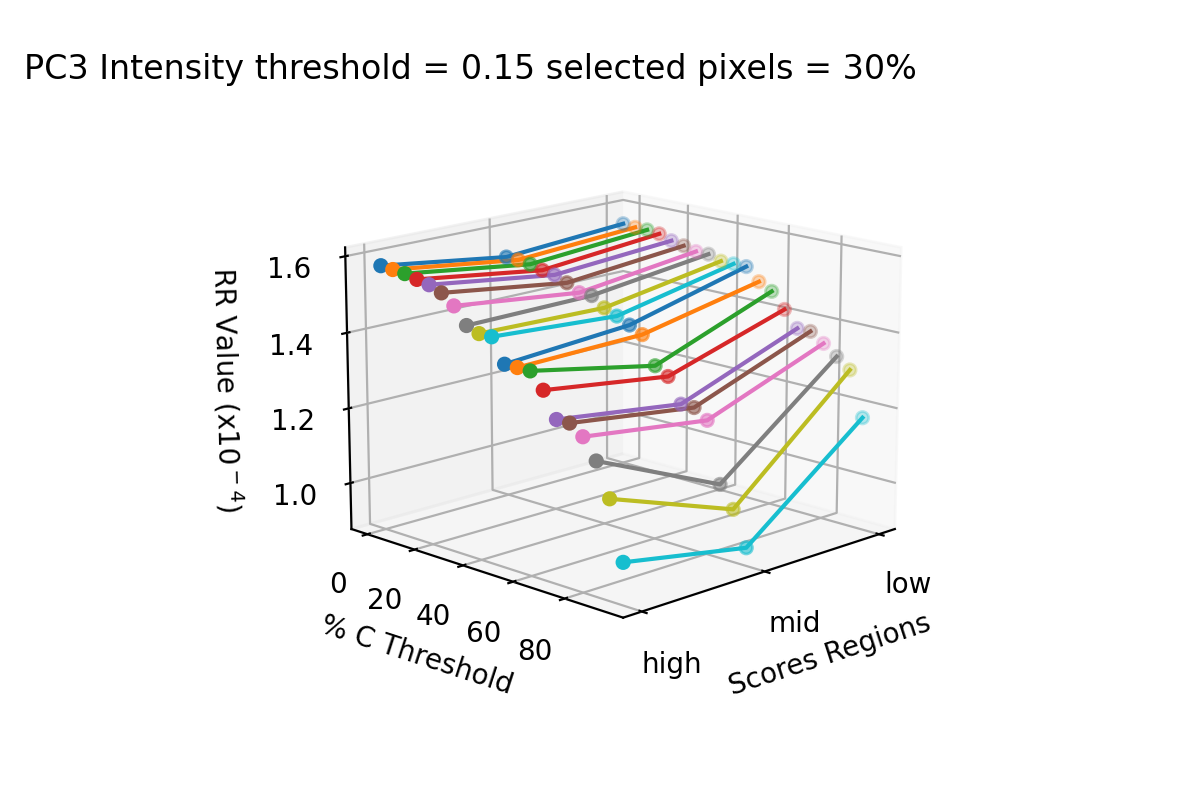 PC3 Intensity threshold = 0.15 selected pixels = 30%
RR Value (x10⁻⁴)
1.6
1.4
1.2
1.0
0
20
40
60
80
% C Threshold
high
mid
low
Scores Regions